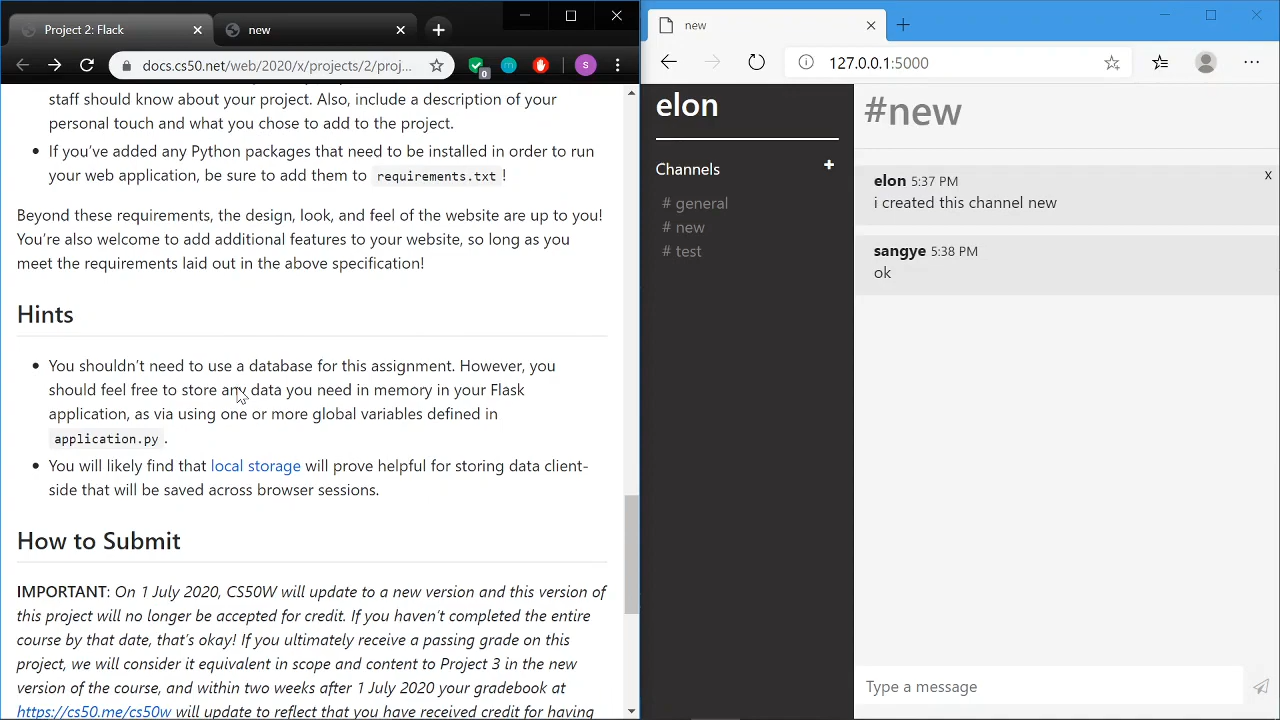 Project 2: Flack
new
docs.cs50.net/web/2020/x/projects/2/proj...
0
s
staff should know about your project. Also, include a description of your
personal touch and what you chose to add to the project.
If you’ve added any Python packages that need to be installed in order to run
your web application, be sure to add them to requirements.txt !
Beyond these requirements, the design, look, and feel of the website are up to you!
You’re also welcome to add additional features to your website, so long as you
meet the requirements laid out in the above specification!
Hints
You shouldn’t need to use a database for this assignment. However, you
should feel free to store any data you need in memory in your Flask
application, as via using one or more global variables defined in
application.py .
You will likely find that local storage will prove helpful for storing data client-
side that will be saved across browser sessions.
How to Submit
IMPORTANT: On 1 July 2020, CS50W will update to a new version and this version of
this project will no longer be accepted for credit. If you haven’t completed the entire
course by that date, that’s okay! If you ultimately receive a passing grade on this
project, we will consider it equivalent in scope and content to Project 3 in the new
version of the course, and within two weeks after 1 July 2020 your gradebook at
https://cs50.me/cs50w will update to reflect that you have received credit for having
new
127.0.0.1:5000
elon
Channels +
# general
# new
# test
#new
elon 5:37 PM x
i created this channel new
sangye 5:38 PM
ok
Type a message